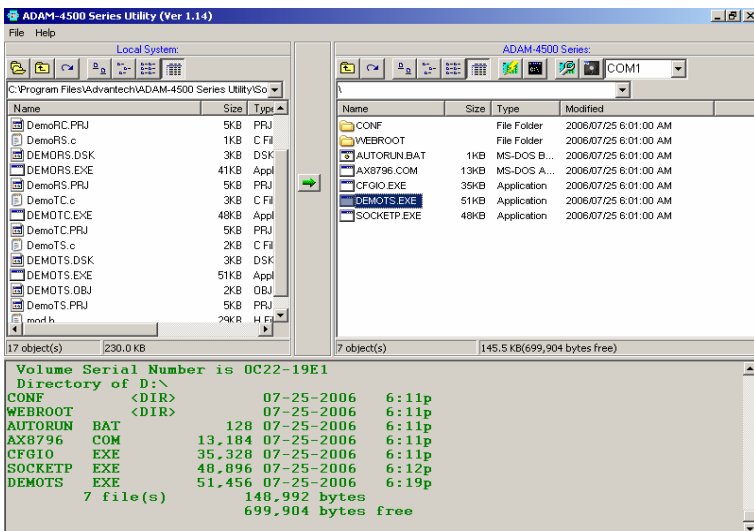 ADAM-4500 Series Utility (Ver 1.14)
File Help
Local System:
C:\Program Files\Advantech\ADAM-4500 Series Utility\So
Name Size Type
DemoRC.PRJ 5KB PRJ
DemoRS.c 1KB C Fil
DEMORS.DSK 3KB DSK
DEMORS.EXE 41KB Appl
DemoRS.PRJ 5KB PRJ
DemoTC.c 3KB C Fil
DEMOTC.EXE 48KB Appl
DemoTC.PRJ 5KB PRJ
DemoTS.c 2KB C Fil
DEMOTS.DSK 3KB DSK
DEMOTS.EXE 51KB Appl
DEMOTS.OBJ 2KB OBJ
DemoTS.PRJ 5KB PRJ
mod.h 29KB H Fil
17 object(s) 230.0 KB
ADAM-4500 Series:
COM1
\
Name Size Type Modified
CONF File Folder 2006/07/25 6:01:00 AM
WEBROOT File Folder 2006/07/25 6:01:00 AM
AUTORUN.BAT 1KB MS-DOS B... 2006/07/25 6:01:00 AM
AX8796.COM 13KB MS-DOS A... 2006/07/25 6:01:00 AM
CFGIO.EXE 35KB Application 2006/07/25 6:01:00 AM
DEMOTS.EXE 51KB Application 2006/07/25 6:01:00 AM
SOCKETP.EXE 48KB Application 2006/07/25 6:01:00 AM
7 object(s) 145.5 KB(699,904 bytes free)
Volume Serial Number is 0C22-19E1
Directory of D:\
CONF <DIR> 07-25-2006 6:11p
WEBROOT <DIR> 07-25-2006 6:11p
AUTORUN BAT 128 07-25-2006 6:11p
AX8796 COM 13,184 07-25-2006 6:11p
CFGIO EXE 35,328 07-25-2006 6:11p
SOCKETP EXE 48,896 07-25-2006 6:12p
DEMOTS EXE 51,456 07-25-2006 6:19p
7 file(s) 148,992 bytes
699,904 bytes free